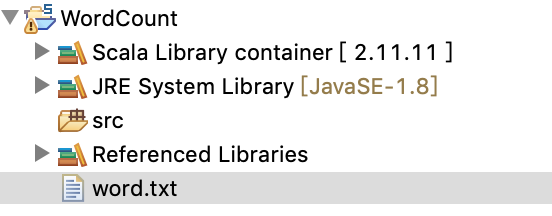 WordCount
Scala Library container [ 2.11.11 ]
JRE System Library [JavaSE-1.8]
src
Referenced Libraries
word.txt